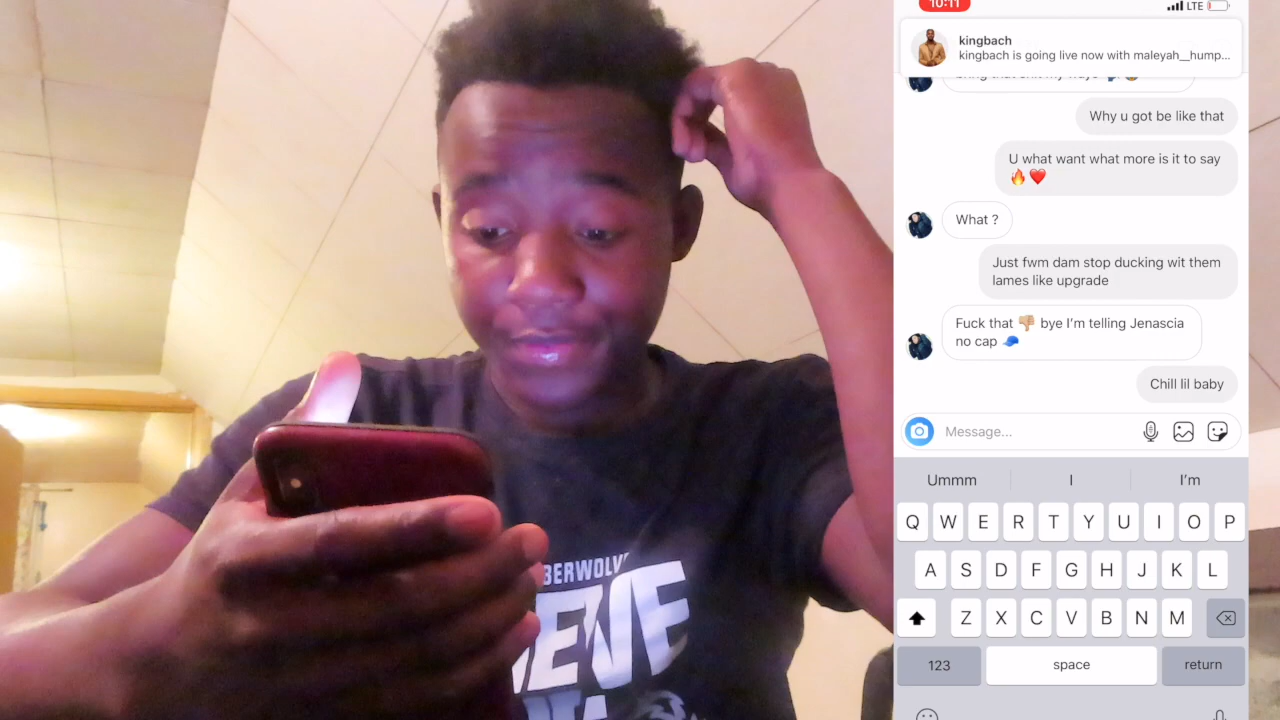 10:11
LTE
kingbach
kingbach is going live now with maleyah__hump...
Why u got be like that
U what want what more is it to say
🔥❤️
What ?
Just fwm dam stop ducking wit them
lames like upgrade
Fuck that 👎🏼 bye I'm telling Jenascia
no cap 🧢
Chill lil baby
Message...
Ummm I I'm
Q W E R T Y U I O P
A S D F G H J K L
Z X C V B N M
123 space return